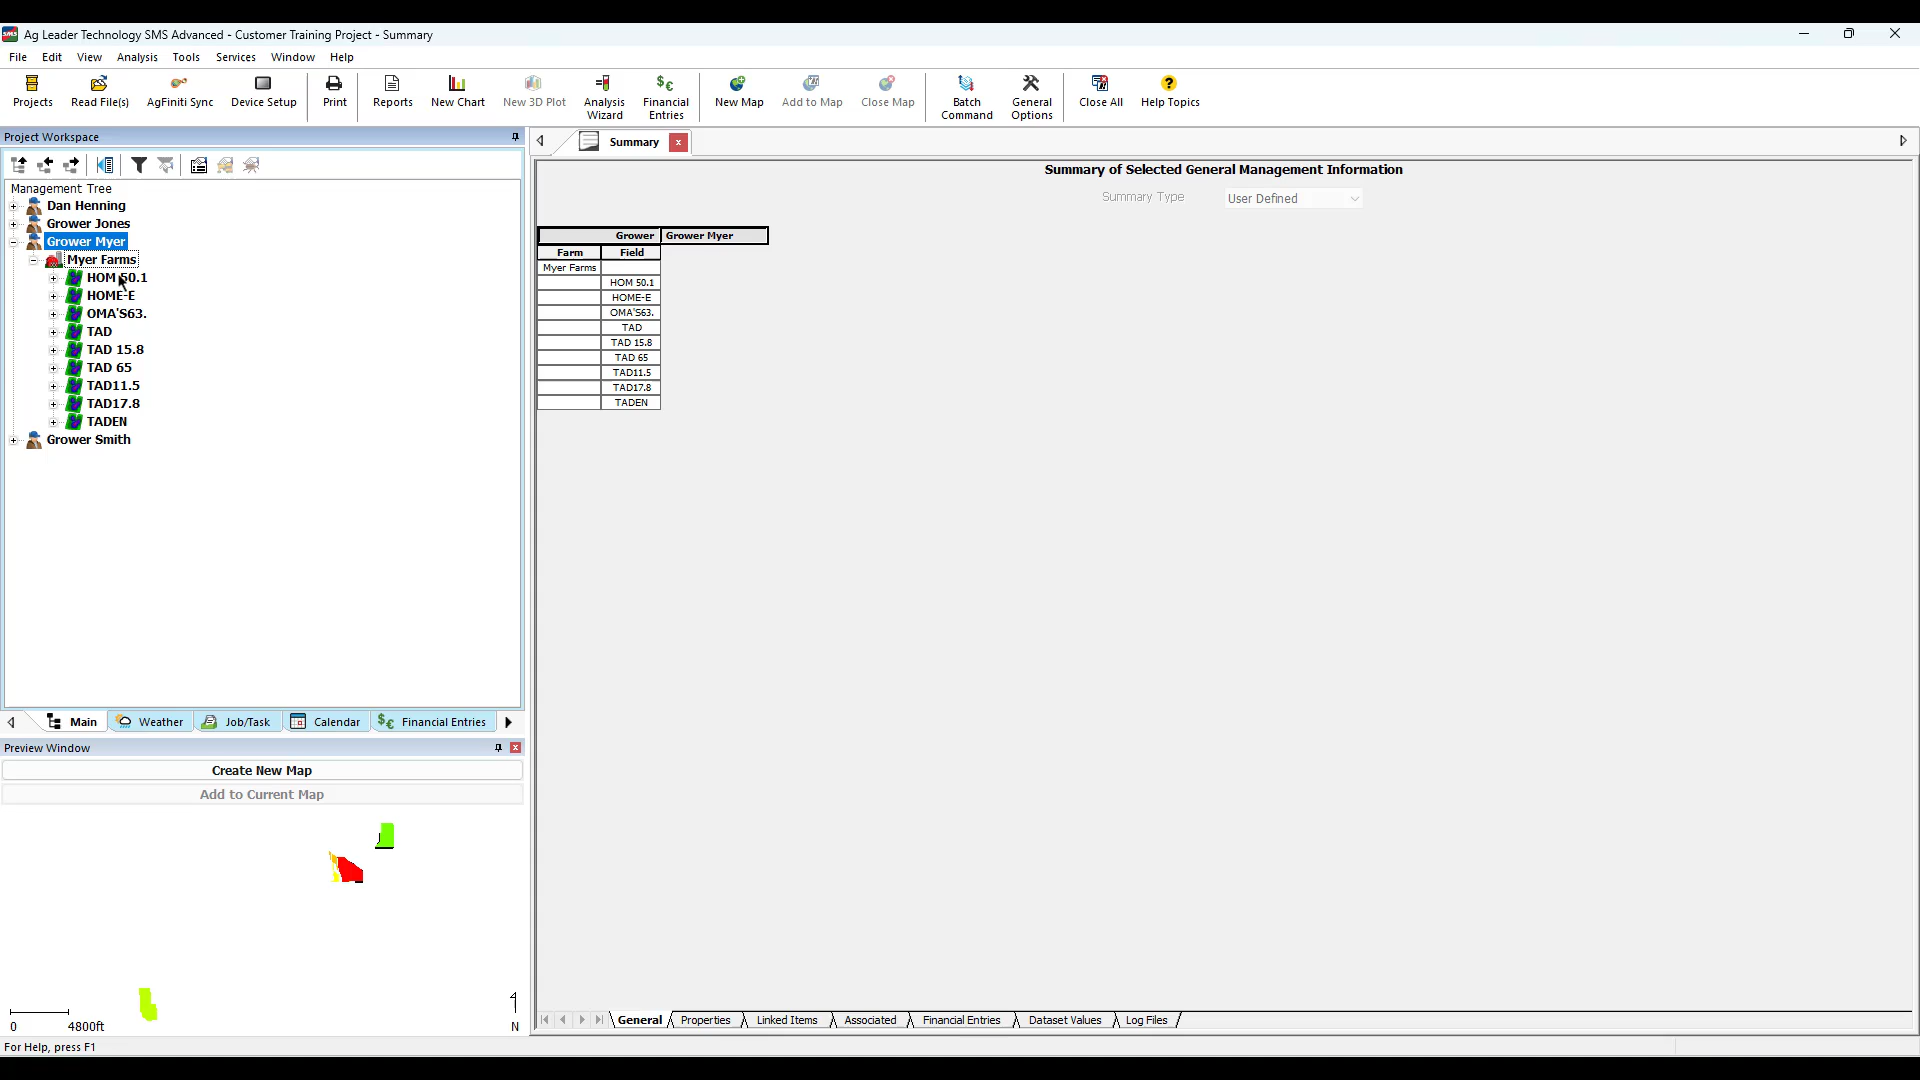 SMS Ag Leader Technology SMS Advanced - Customer Training Project - Summary
File Edit View Analysis Tools Services Window Help
Projects Read File(s) AgFiniti Sync Device Setup Print Reports New Chart New 3D Plot Analysis Wizard Financial Entries New Map Add to Map Close Map Batch Command General Options Close All Help Topics
Project Workspace
Summary
Management Tree
Dan Henning
Grower Jones
Grower Myer
Myer Farms
HOM 50.1
HOME-E
OMA'S63.
TAD
TAD 15.8
TAD 65
TAD11.5
TAD17.8
TADEN
Grower Smith
Main Weather Job/Task Calendar Financial Entries
Preview Window
Create New Map
Add to Current Map
0 4800ft
N
Summary of Selected General Management Information
Summary Type User Defined
Grower Grower Myer
Farm Field
Myer Farms
HOM 50.1
HOME-E
OMA'S63.
TAD
TAD 15.8
TAD 65
TAD11.5
TAD17.8
TADEN
General Properties Linked Items Associated Financial Entries Dataset Values Log Files
For Help, press F1